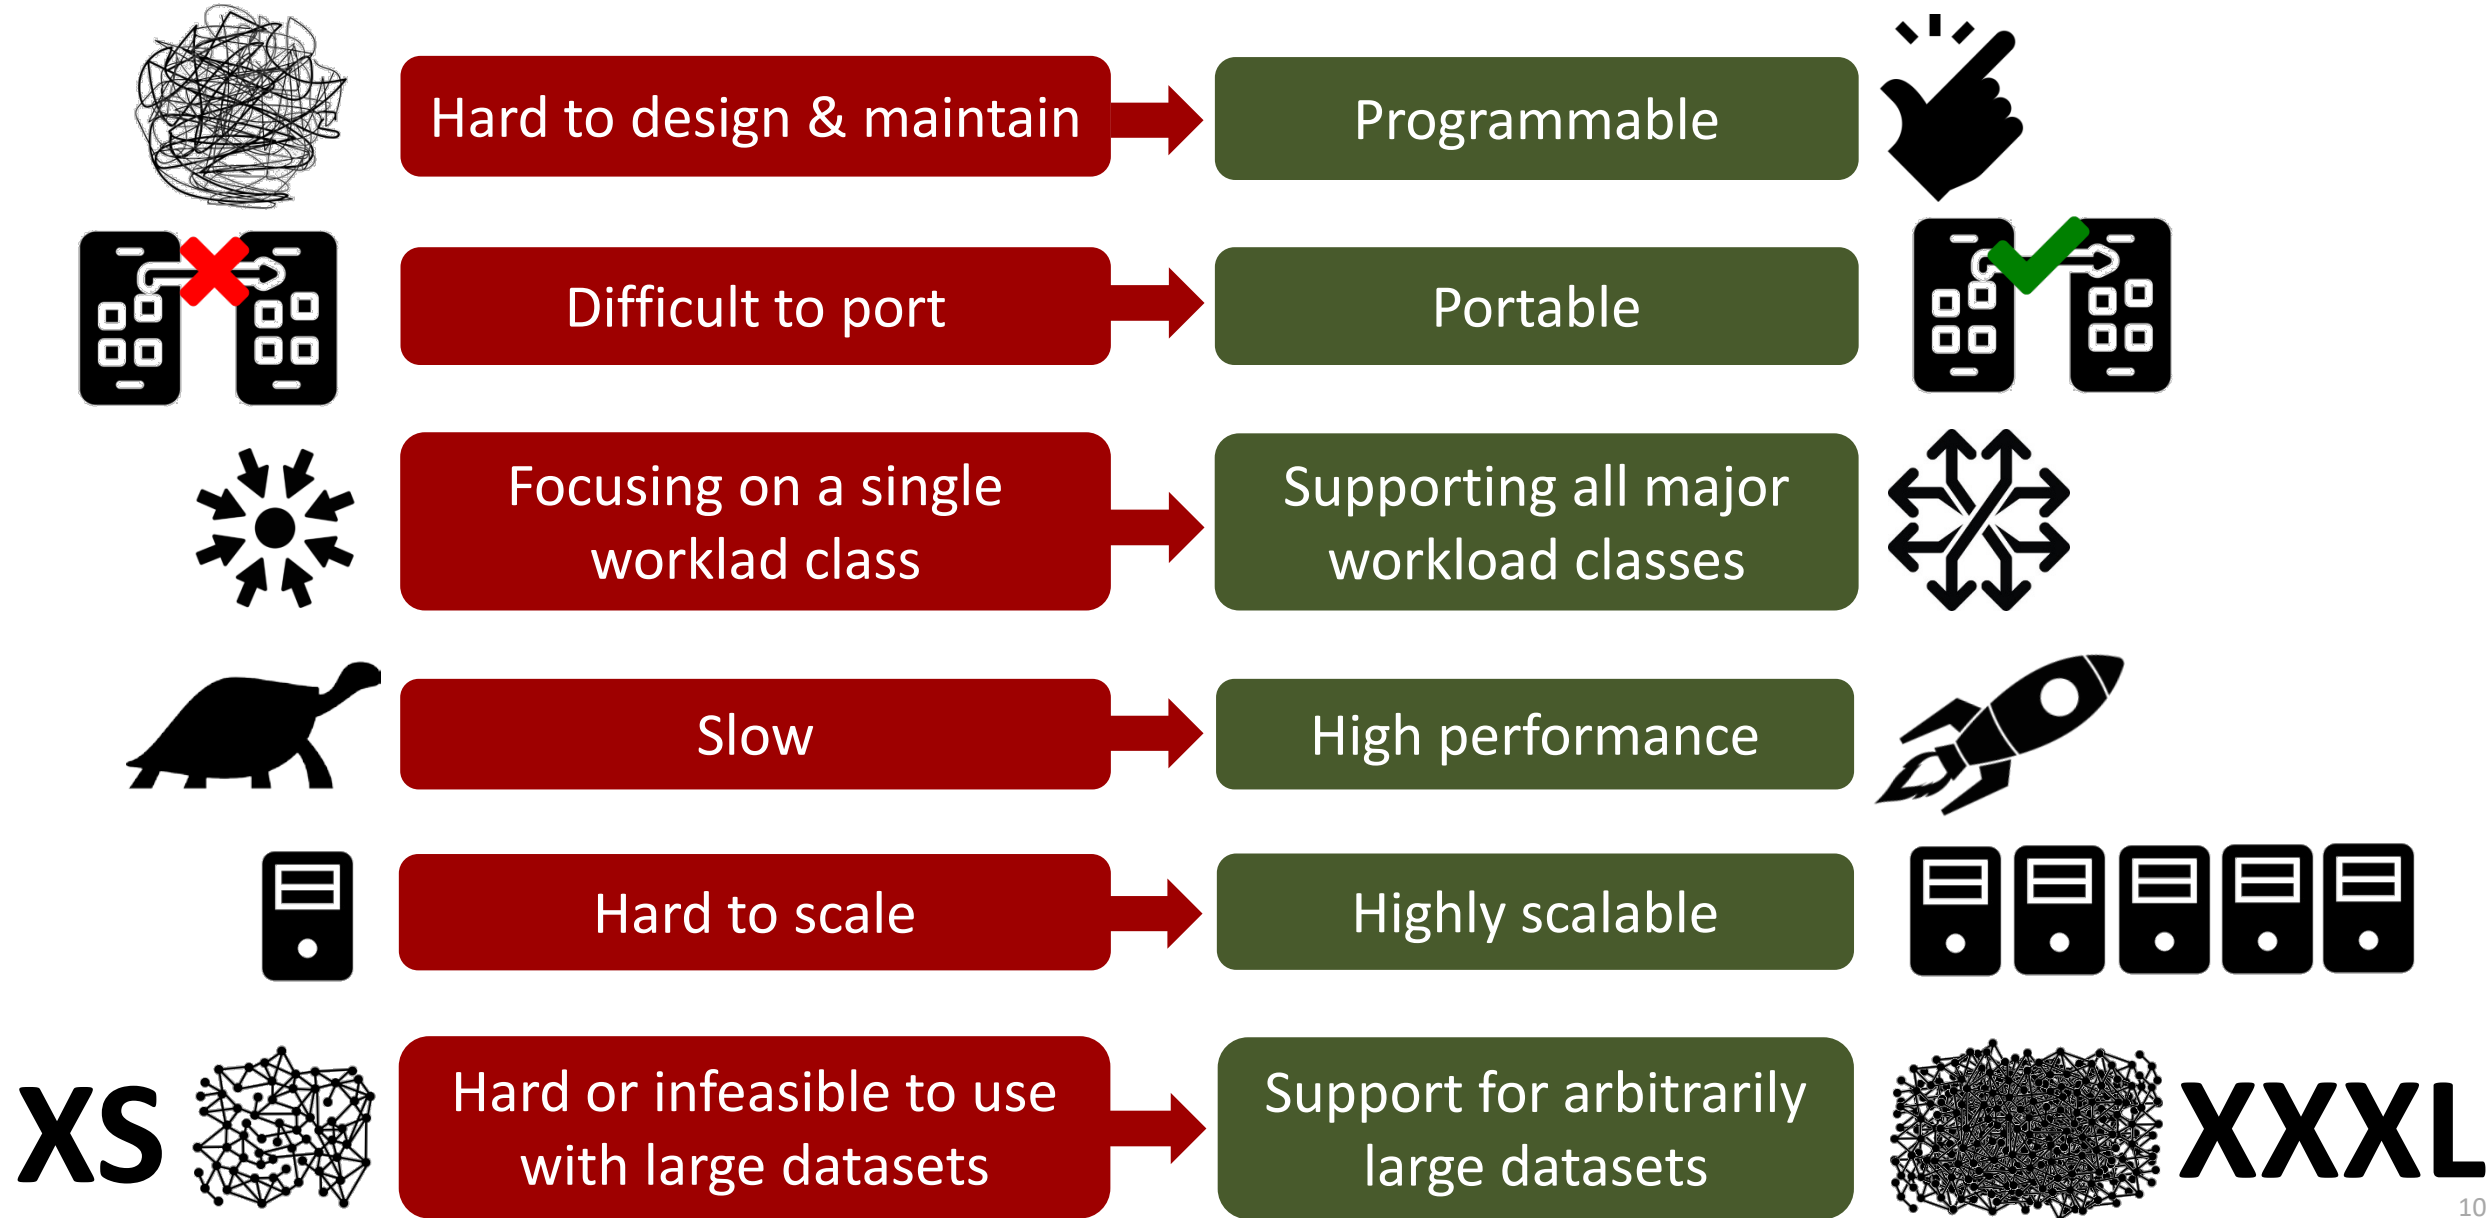 Hard to design & maintain
Programmable
Difficult to port
Portable
Focusing on a single
worklad class
Supporting all major
workload classes
Slow
High performance
Hard to scale
Highly scalable
XS
Hard or infeasible to use
with large datasets
Support for arbitrarily
large datasets
XXXL
10